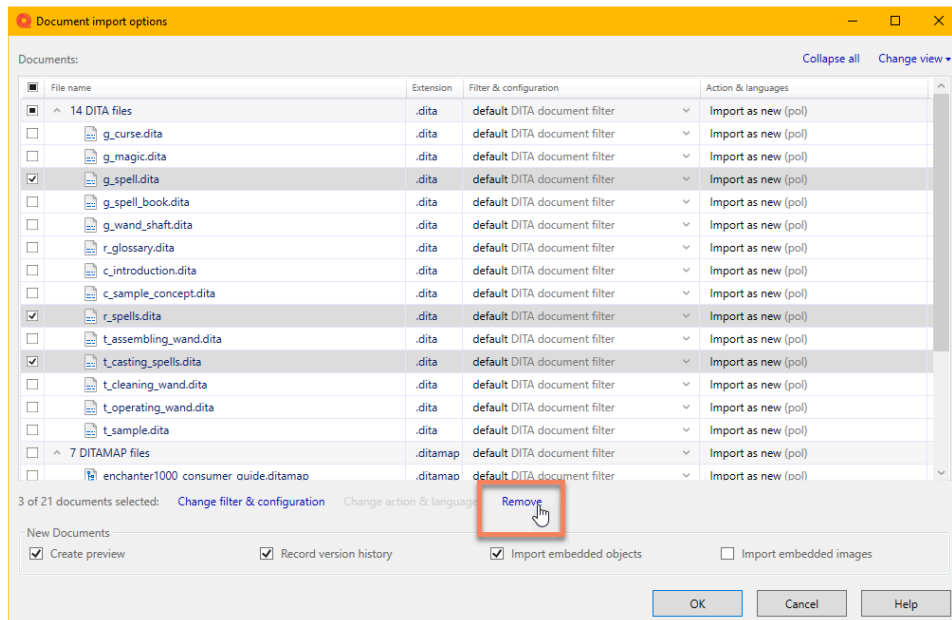 Document import options
Documents: Collapse all Change view
File name Extension Filter & configuration Action & languages
14 DITA files .dita default DITA document filter Import as new (pol)
g_curse.dita .dita default DITA document filter Import as new (pol)
g_magic.dita .dita default DITA document filter Import as new (pol)
g_spell.dita .dita default DITA document filter Import as new (pol)
g_spell_book.dita .dita default DITA document filter Import as new (pol)
g_wand_shaft.dita .dita default DITA document filter Import as new (pol)
r_glossary.dita .dita default DITA document filter Import as new (pol)
c_introduction.dita .dita default DITA document filter Import as new (pol)
c_sample_concept.dita .dita default DITA document filter Import as new (pol)
r_spells.dita .dita default DITA document filter Import as new (pol)
t_assembling_wand.dita .dita default DITA document filter Import as new (pol)
t_casting_spells.dita .dita default DITA document filter Import as new (pol)
t_cleaning_wand.dita .dita default DITA document filter Import as new (pol)
t_operating_wand.dita .dita default DITA document filter Import as new (pol)
t_sample.dita .dita default DITA document filter Import as new (pol)
7 DITAMAP files .ditamap default DITA document filter Import as new (pol)
enchanter1000_consumer_guide.ditamap .ditamap default DITA document filter Import as new (pol)
3 of 21 documents selected: Change filter & configuration Change action & language Remove
New Documents
Create preview Record version history Import embedded objects Import embedded images
OK Cancel Help